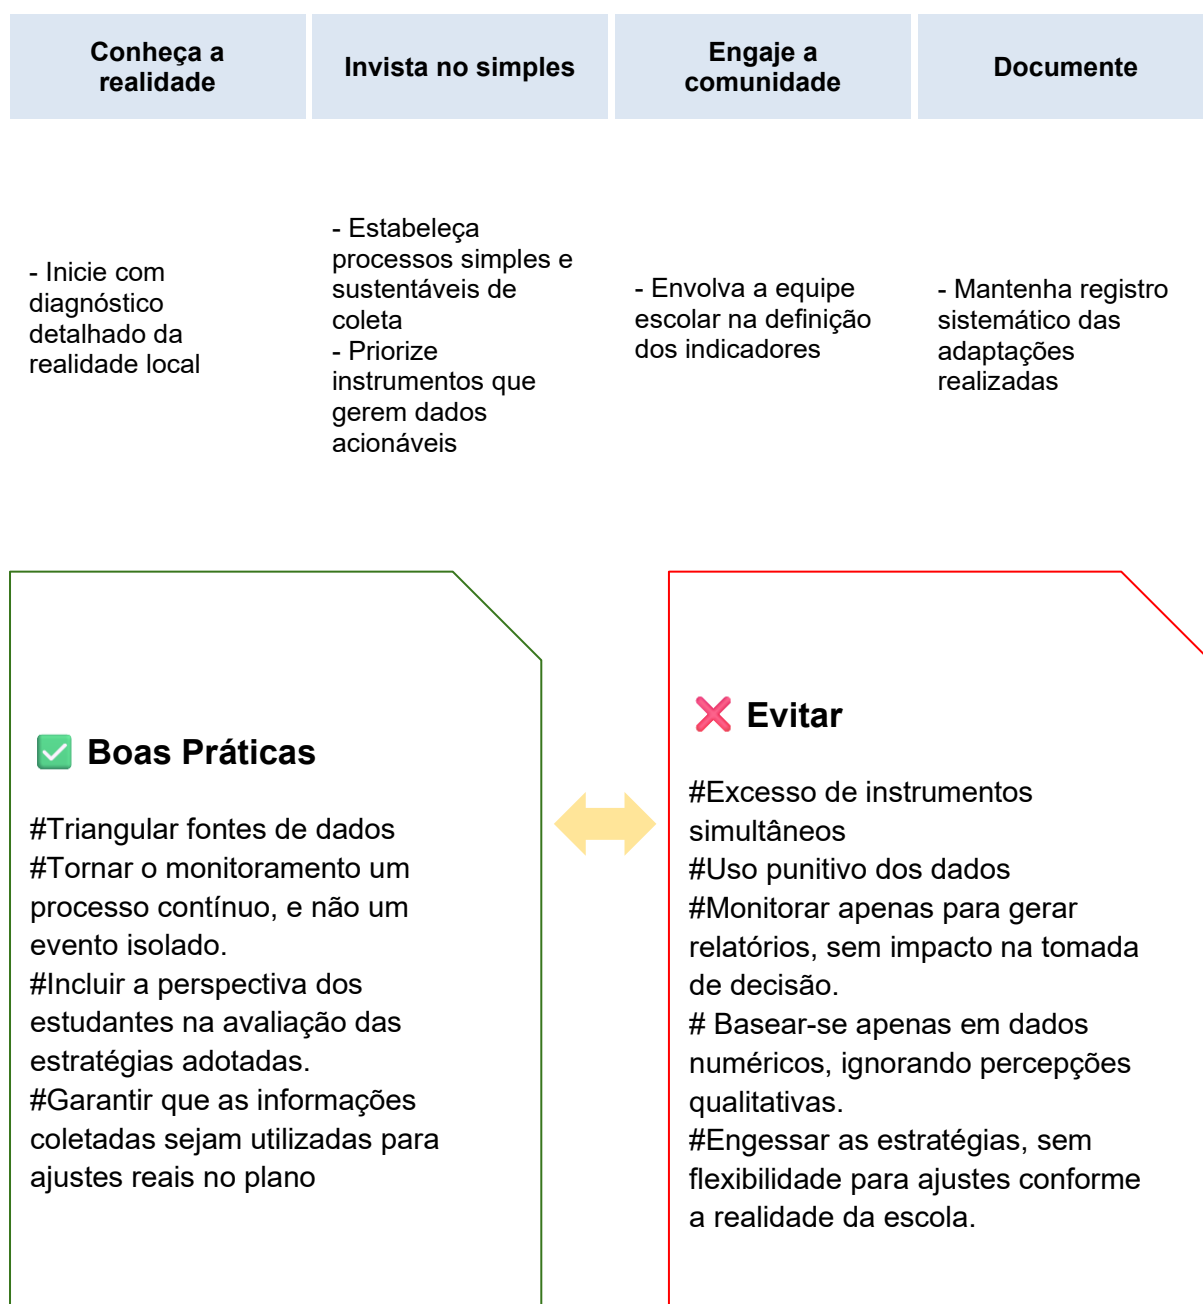 Conheça a
realidade
Invista no simples
Engaje a
comunidade
Documente
- Inicie com
diagnóstico
detalhado da
realidade local
- Estabeleça
processos simples e
sustentáveis de
coleta
- Priorize
instrumentos que
gerem dados
acionáveis
- Envolva a equipe
escolar na definição
dos indicadores
- Mantenha registro
sistemático das
adaptações
realizadas
✅ Boas Práticas
#Triangular fontes de dados
#Tornar o monitoramento um
processo contínuo, e não um
evento isolado.
#Incluir a perspectiva dos
estudantes na avaliação das
estratégias adotadas.
#Garantir que as informações
coletadas sejam utilizadas para
ajustes reais no plano
❌ Evitar
#Excesso de instrumentos
simultâneos
#Uso punitivo dos dados
#Monitorar apenas para gerar
relatórios, sem impacto na tomada
de decisão.
# Basear-se apenas em dados
numéricos, ignorando percepções
qualitativas.
#Engessar as estratégias, sem
flexibilidade para ajustes conforme
a realidade da escola.